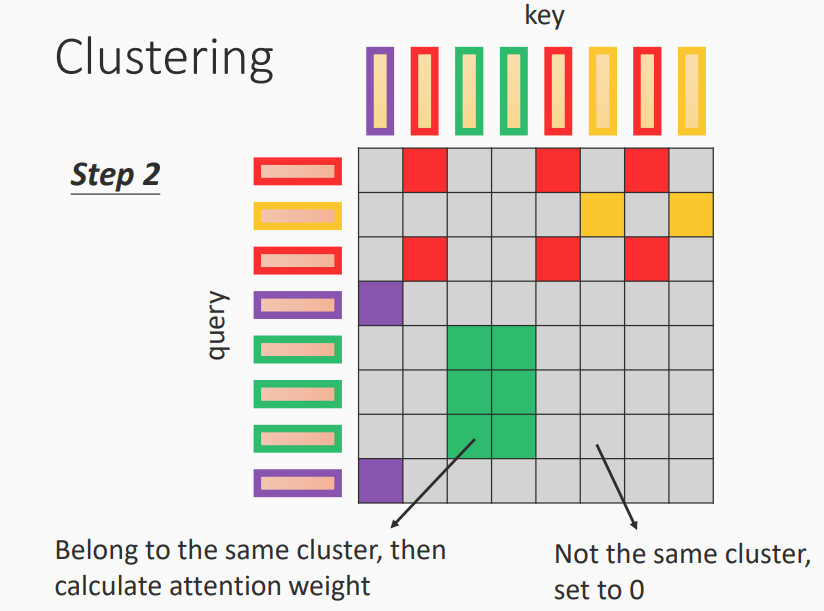 key
Clustering
Step 2
query
Belong to the same cluster, then
calculate attention weight
Not the same cluster,
set to 0